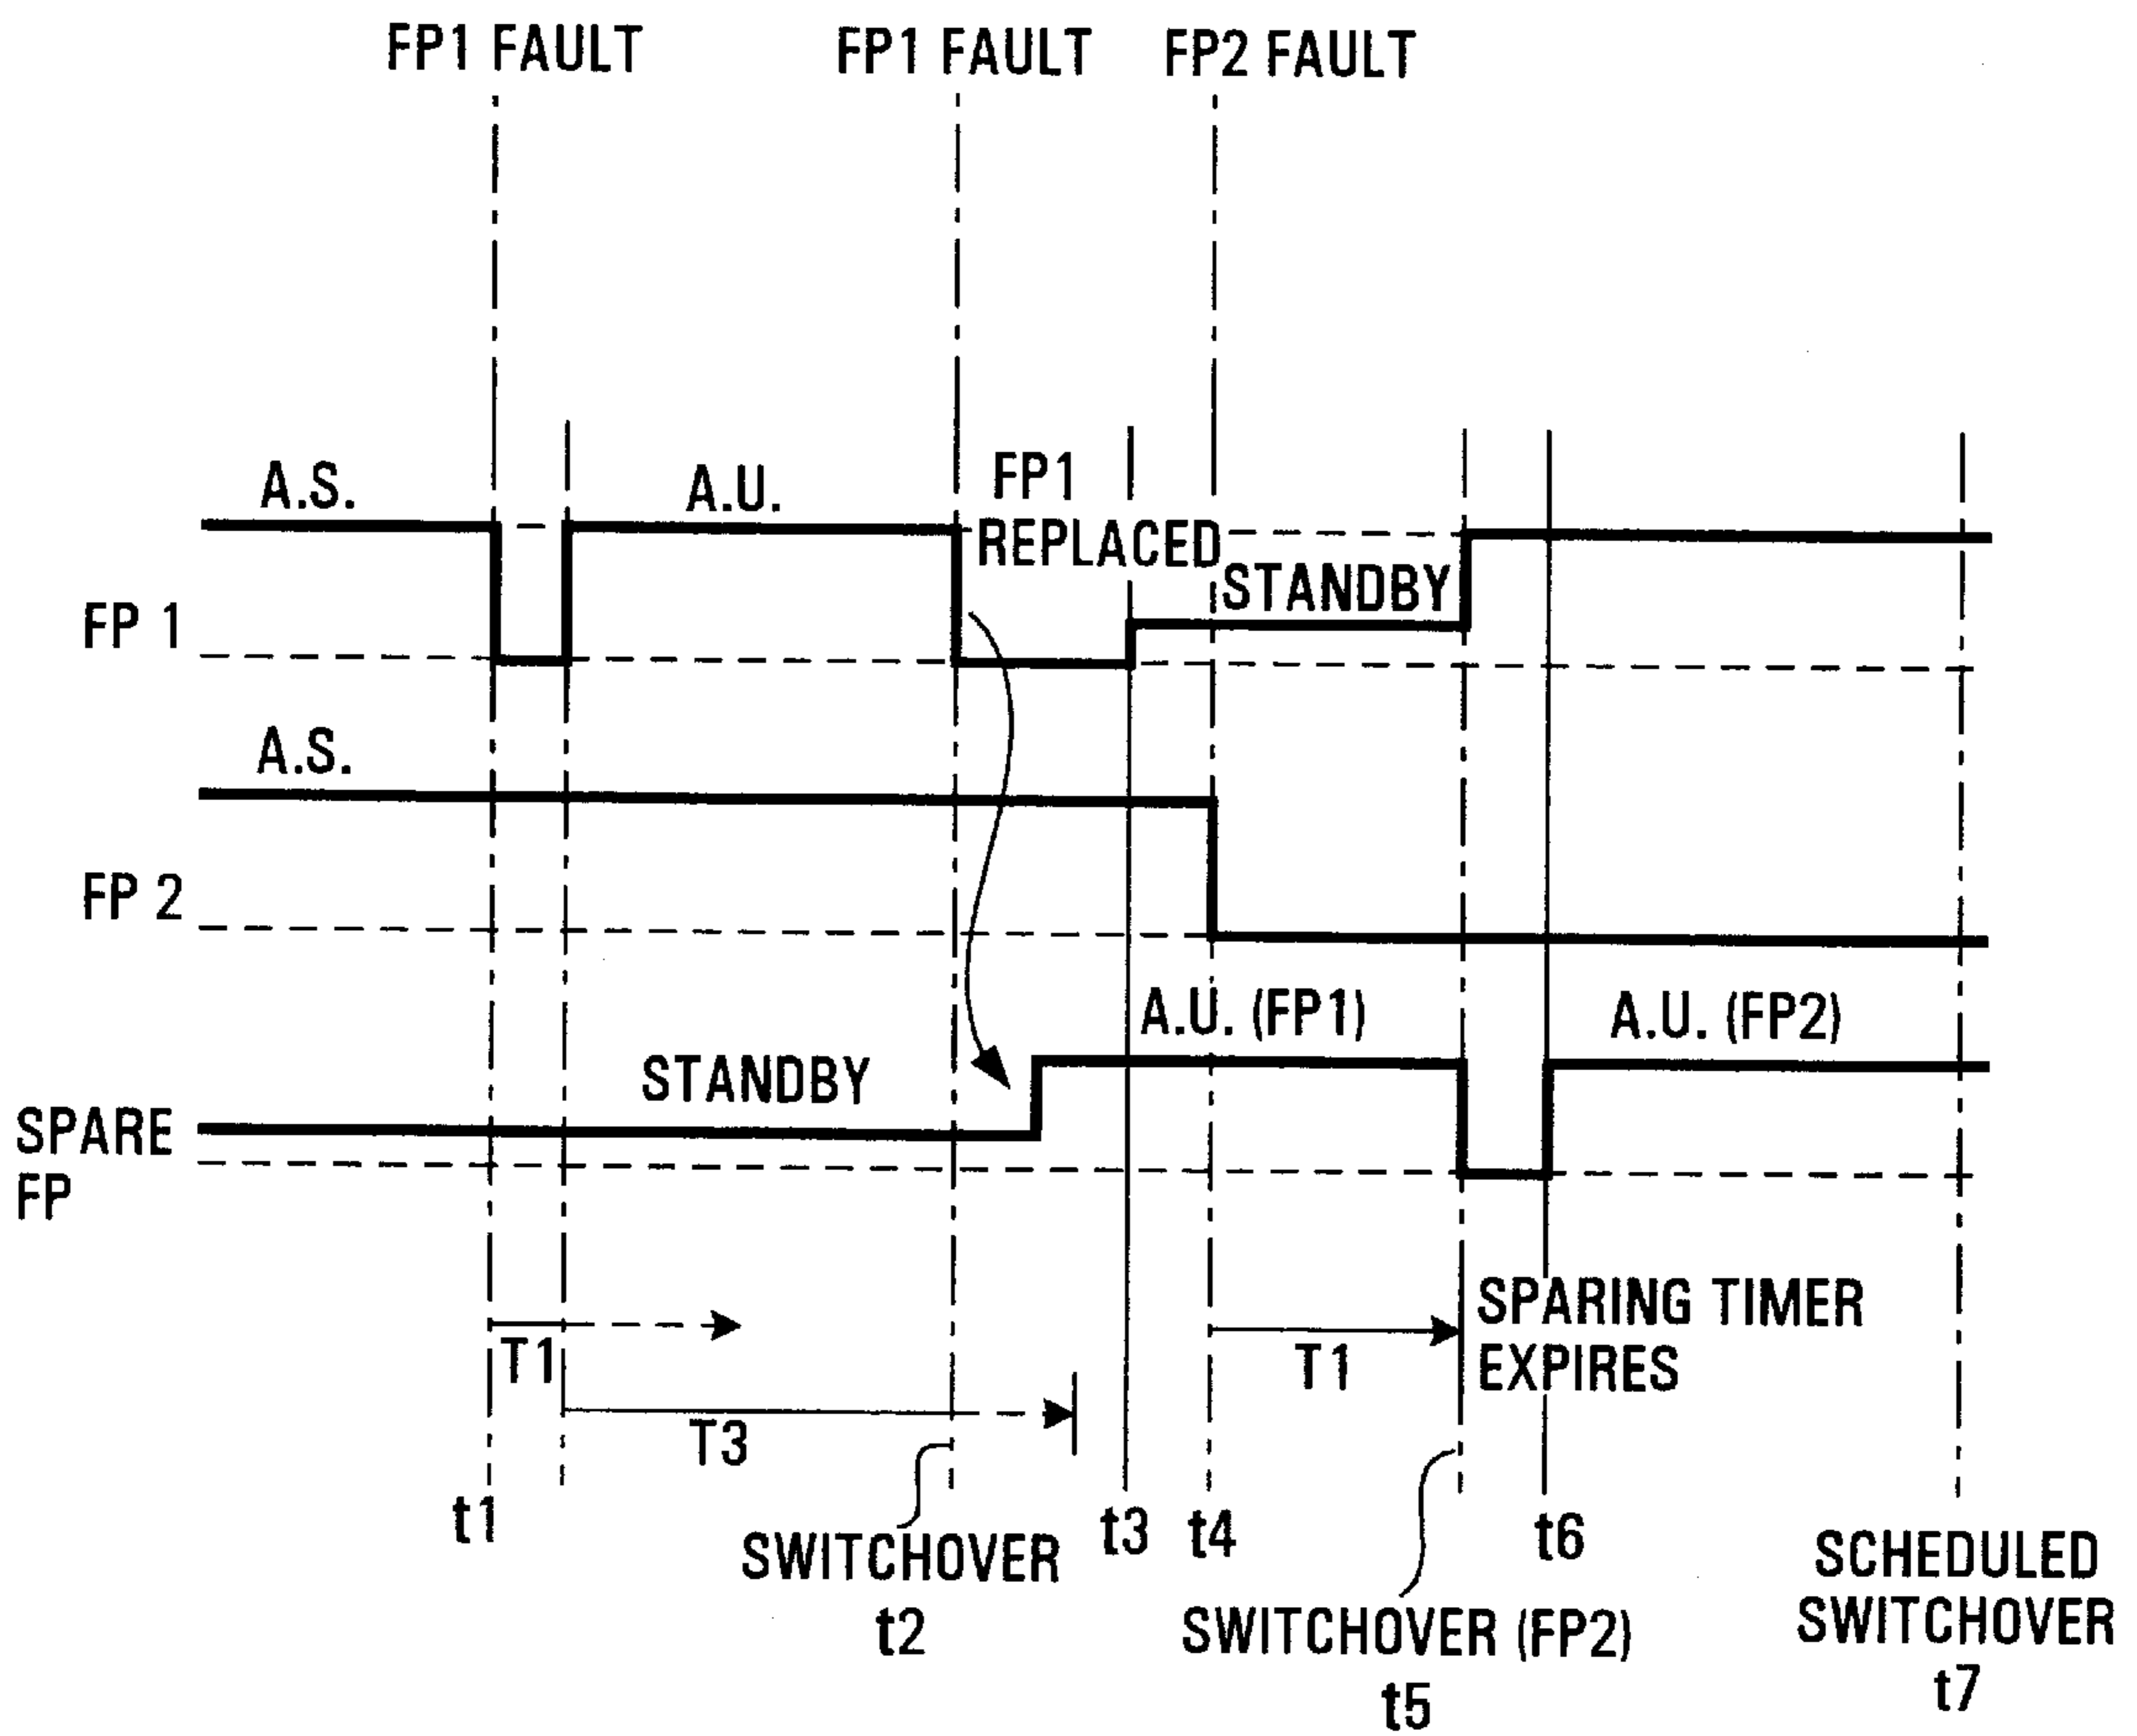 FP1 FAULT
FP1 FAULT
FP2 FAULT
A.S.
A.U.
FP1
REPLACED
STANDBY
FP 1
A.S.
FP 2
A.U. (FP1)
A.U. (FP2)
STANDBY
SPARE
FP
T1
T1
SPARING TIMER
EXPIRES
T3
t1
SWITCHOVER
t2
t3
t4
SWITCHOVER (FP2)
t5
t6
SCHEDULED
SWITCHOVER
t7